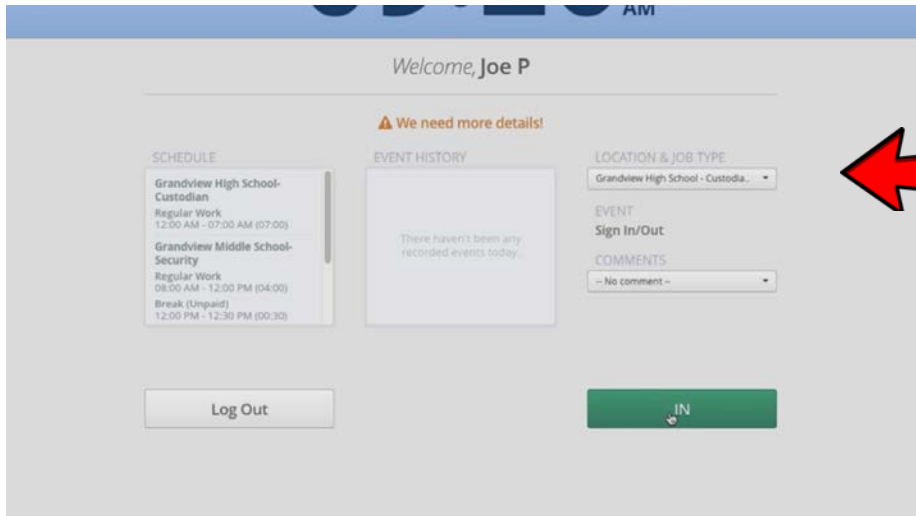 AM
Welcome, Joe P
We need more details!
SCHEDULE
Grandview High School-
Custodian
Regular Work
12:00 AM - 07:00 AM (07:00)
Grandview Middle School-
Security
Regular Work
08:00 AM - 12:00 PM (04:00)
Break (Unpaid)
12:00 PM - 12:30 PM (00:30)
EVENT HISTORY
There haven't been any
recorded events today.
LOCATION & JOB TYPE
Grandview High School - Custodia..
EVENT
Sign In/Out
COMMENTS
-- No comment --
Log Out
IN